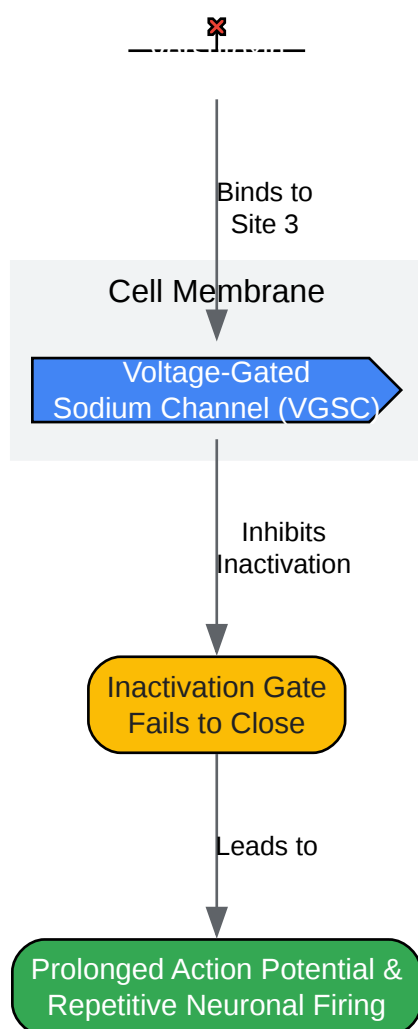 Binds to
Site 3
Cell Membrane
Voltage-Gated
Sodium Channel (VGSC)
Inhibits
Inactivation
Inactivation Gate
Fails to Close
Leads to
Prolonged Action Potential &
Repetitive Neuronal Firing